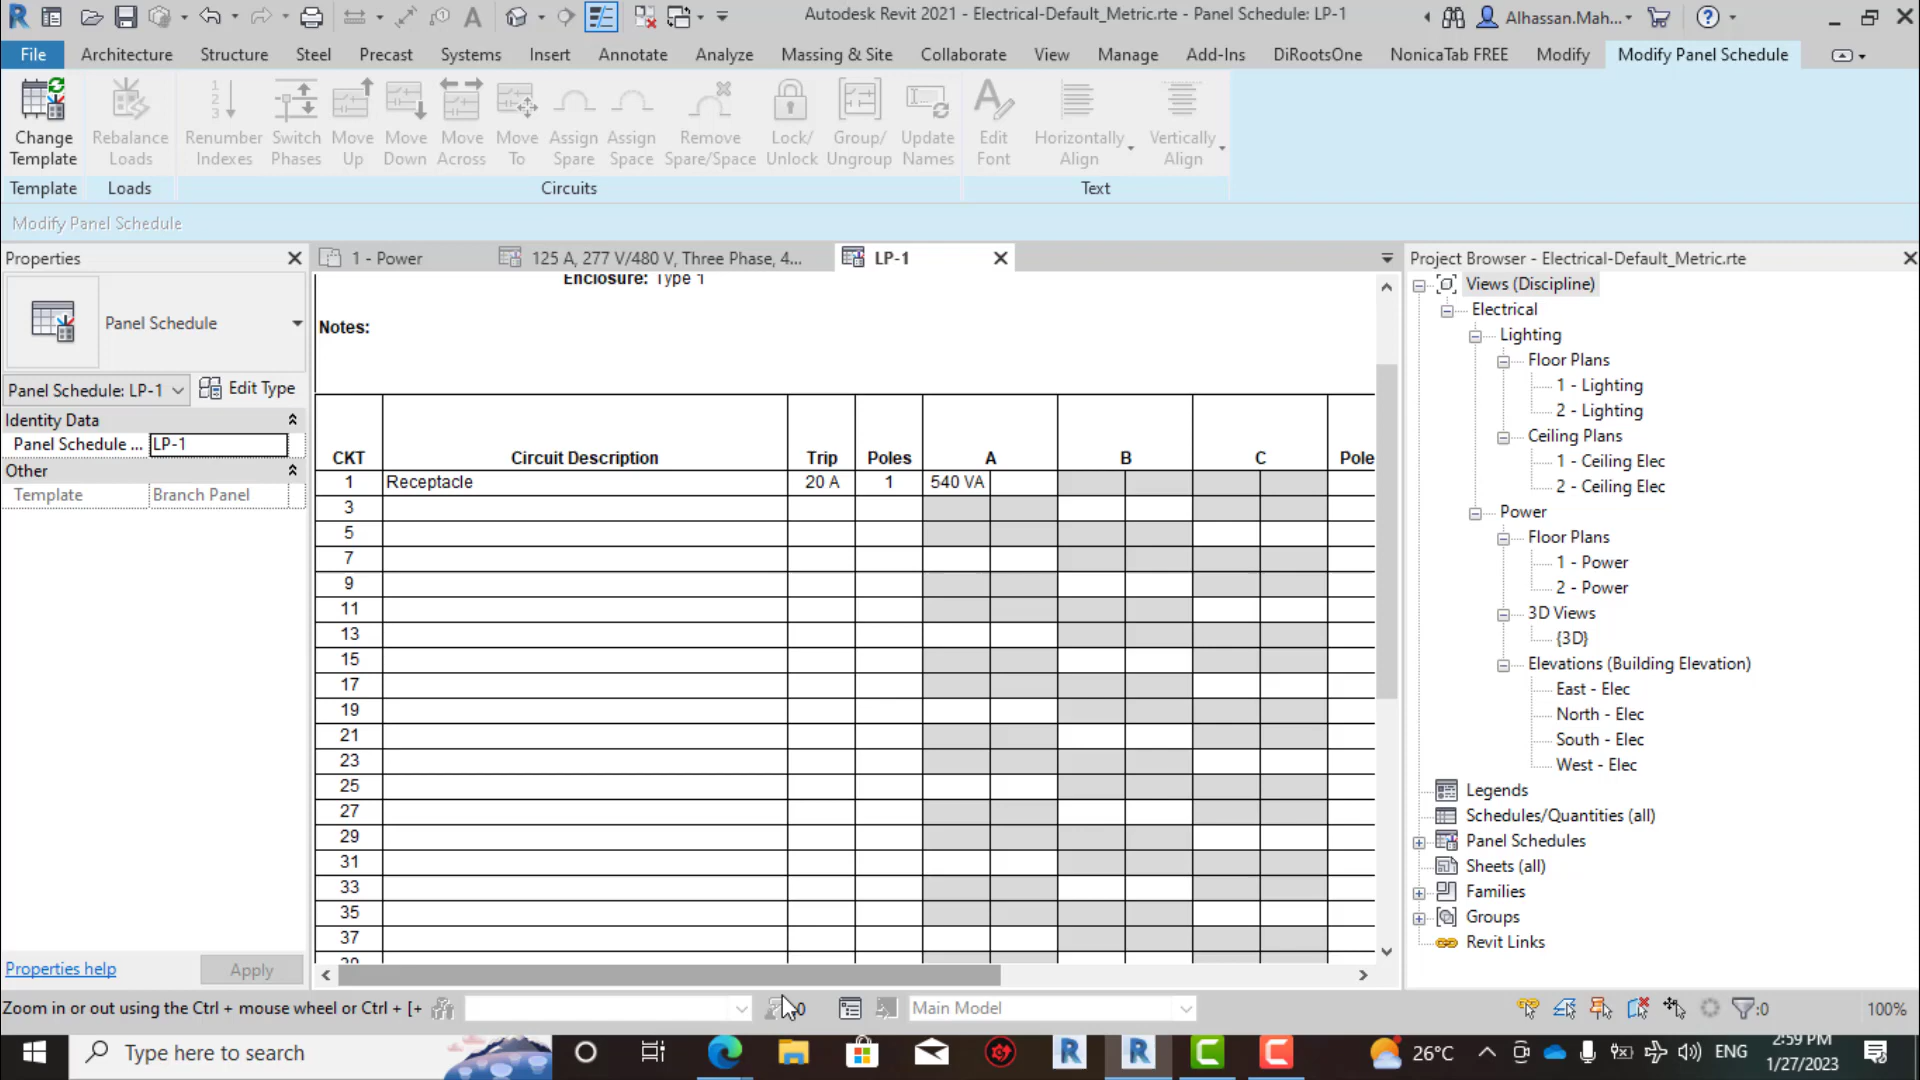 Autodesk Revit 2021 - Electrical-Default_Metric.rte - Panel Schedule: LP-1
Alhassan.Mah...
File Architecture Structure Steel Precast Systems Insert Annotate Analyze Massing & Site Collaborate View Manage Add-Ins DiRootsOne NonicaTab FREE Modify Modify Panel Schedule
Change Template
Rebalance Loads
Renumber Indexes
Switch Phases
Move Up
Move Down
Move Across
Move To
Assign Spare
Assign Space
Remove Spare/Space
Lock/ Unlock
Group/ Ungroup
Update Names
Edit Font
Horizontally Align
Vertically Align
Template Loads Circuits Text
Modify Panel Schedule
Properties
1 - Power
125 A, 277 V/480 V, Three Phase, 4...
LP-1
Project Browser - Electrical-Default_Metric.rte
Panel Schedule
Panel Schedule: LP-1
Edit Type
Identity Data
Panel Schedule ... LP-1
Other
Template Branch Panel
Properties help
Apply
Enclosure: Type 1
Notes:
CKT Circuit Description Trip Poles A B C Pole
1 Receptacle 20 A 1 540 VA
3
5
7
9
11
13
15
17
19
21
23
25
27
29
31
33
35
37
39
Views (Discipline)
Electrical
Lighting
Floor Plans
1 - Lighting
2 - Lighting
Ceiling Plans
1 - Ceiling Elec
2 - Ceiling Elec
Power
Floor Plans
1 - Power
2 - Power
3D Views
{3D}
Elevations (Building Elevation)
East - Elec
North - Elec
South - Elec
West - Elec
Legends
Schedules/Quantities (all)
Panel Schedules
Sheets (all)
Families
Groups
Revit Links
Zoom in or out using the Ctrl + mouse wheel or Ctrl + [+
:0
Main Model
:0
100%
Type here to search
26°C
ENG
2:59 PM
1/27/2023